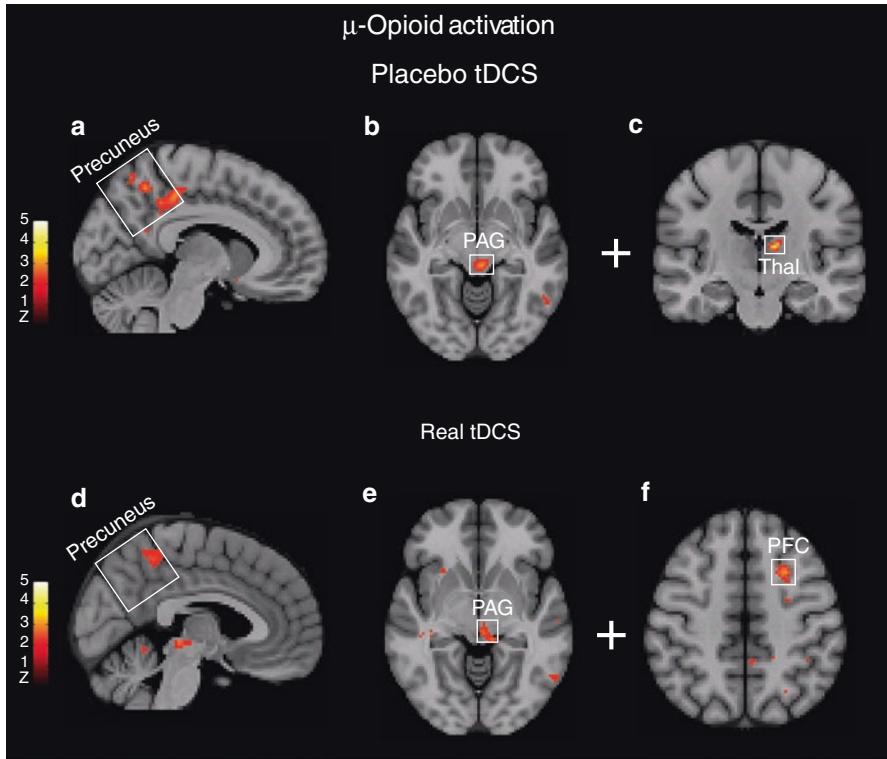 μ-Opioid activation
Placebo tDCS
a
Precuneus
b
PAG
+
c
Thal
5
4
3
2
1
Z
Real tDCS
d
Precuneus
e
PAG
+
f
PFC
5
4
3
2
1
Z